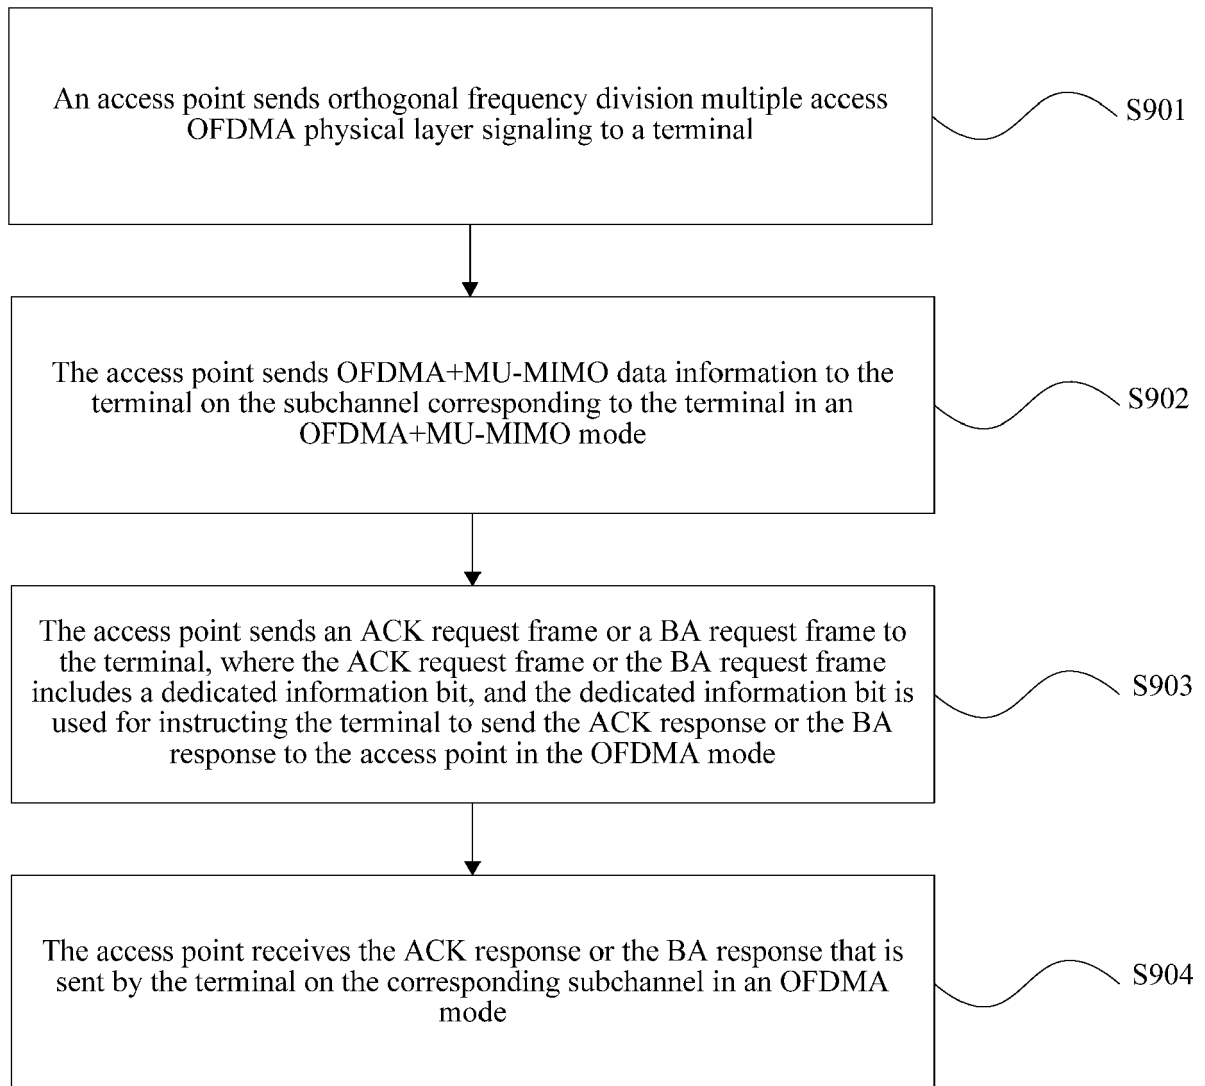 An access point sends orthogonal frequency division multiple access
OFDMA physical layer signaling to a terminal
S901
The access point sends OFDMA+MU-MIMO data information to the
terminal on the subchannel corresponding to the terminal in an
OFDMA+MU-MIMO mode
S902
The access point sends an ACK request frame or a BA request frame to
the terminal, where the ACK request frame or the BA request frame
includes a dedicated information bit, and the dedicated information bit is
used for instructing the terminal to send the ACK response or the BA
response to the access point in the OFDMA mode
S903
The access point receives the ACK response or the BA response that is
sent by the terminal on the corresponding subchannel in an OFDMA
mode
S904